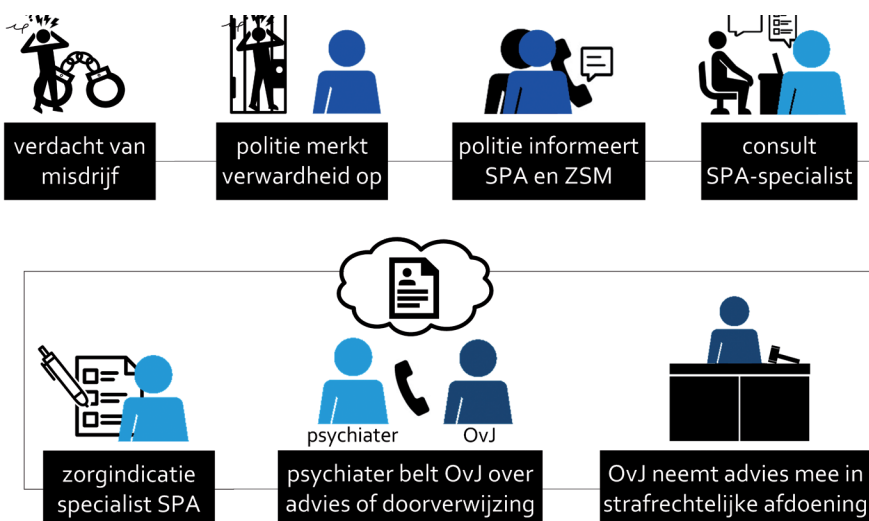 verdacht van
misdrijf
politie merkt
verwardheid op
politie informeert
SPA en ZSM
consult
SPA-specialist
psychiater
OvJ
zorgindicatie
specialist SPA
psychiater belt OvJ over
advies of doorverwijzing
OvJ neemt advies mee in
strafrechtelijke afdoening